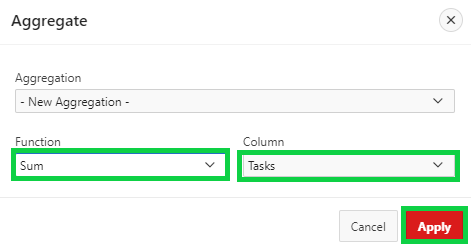 Aggregate
Aggregation
- New Aggregation -
Function Column
Sum Tasks
Cancel Apply